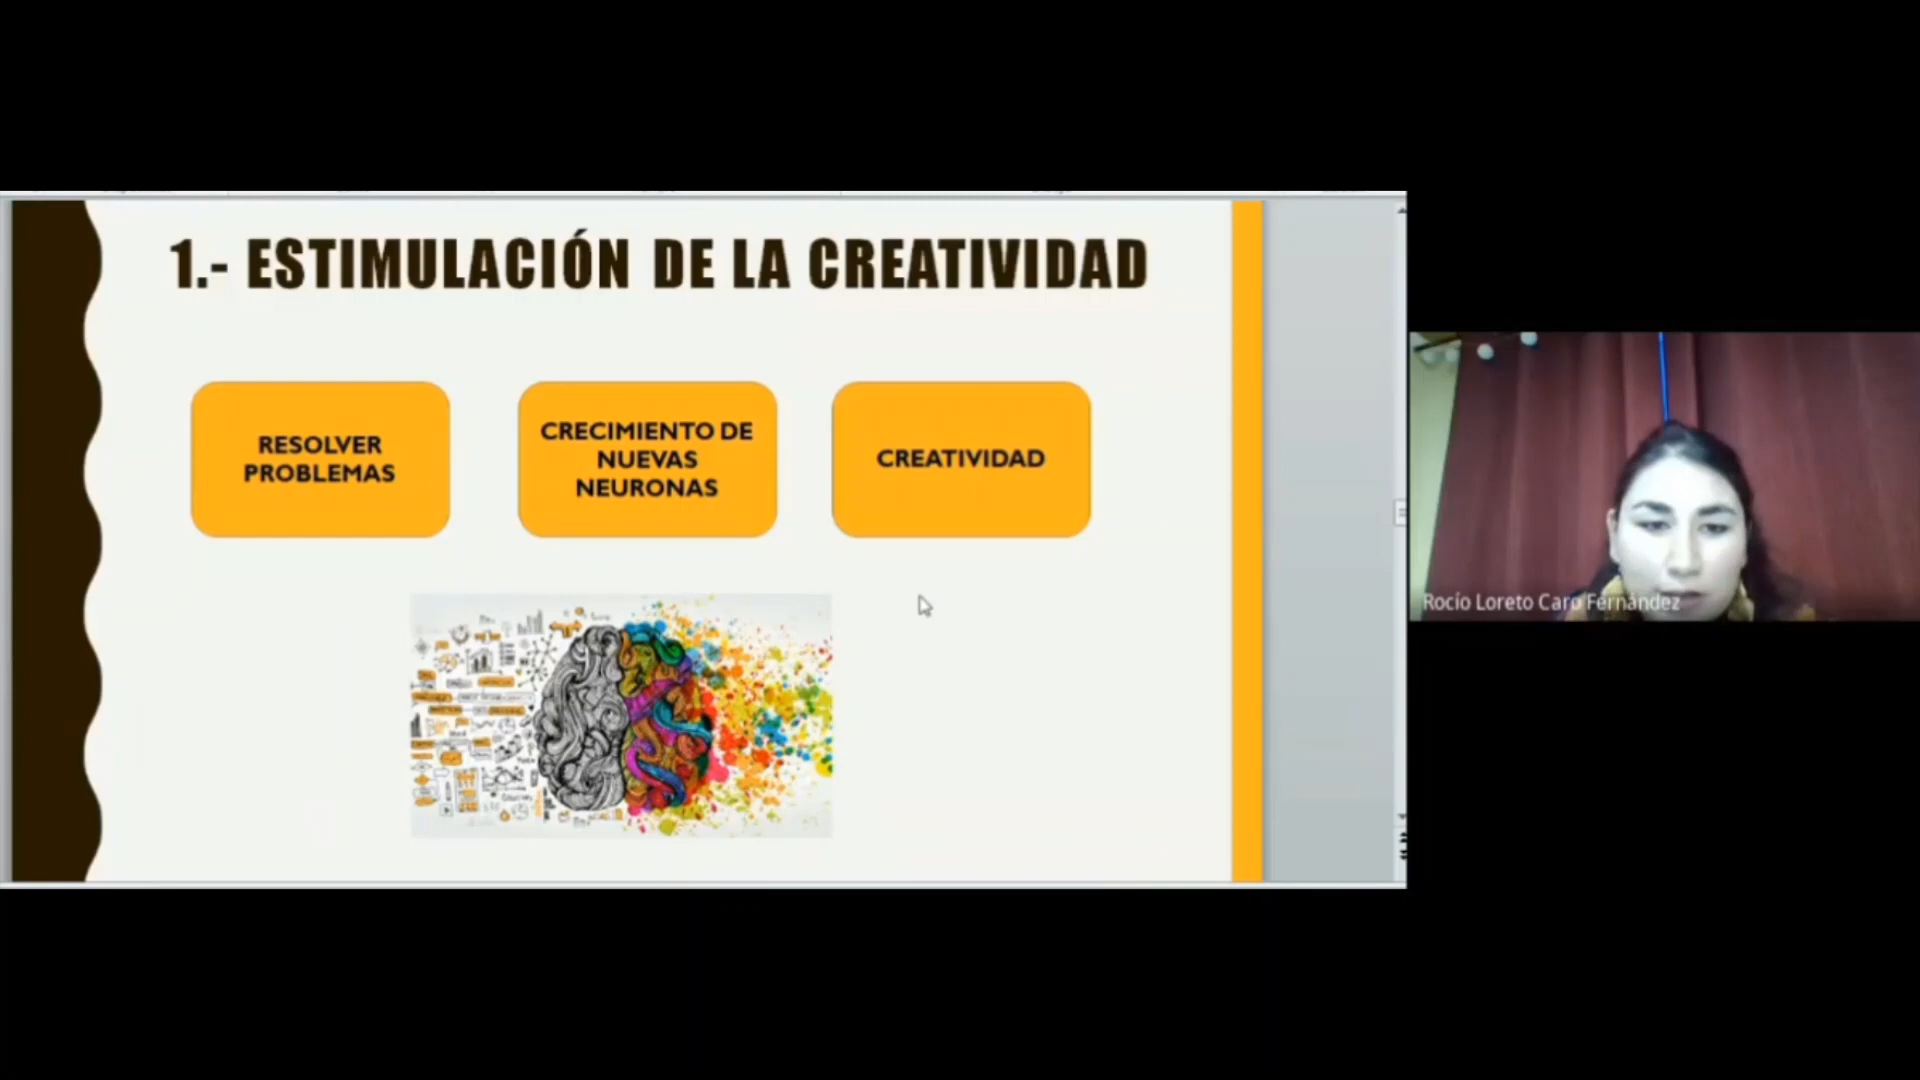 1.- ESTIMULACIÓN DE LA CREATIVIDAD
RESOLVER
PROBLEMAS
CRECIMIENTO DE
NUEVAS
NEURONAS
CREATIVIDAD
Rocío Loreto Caro Fernández